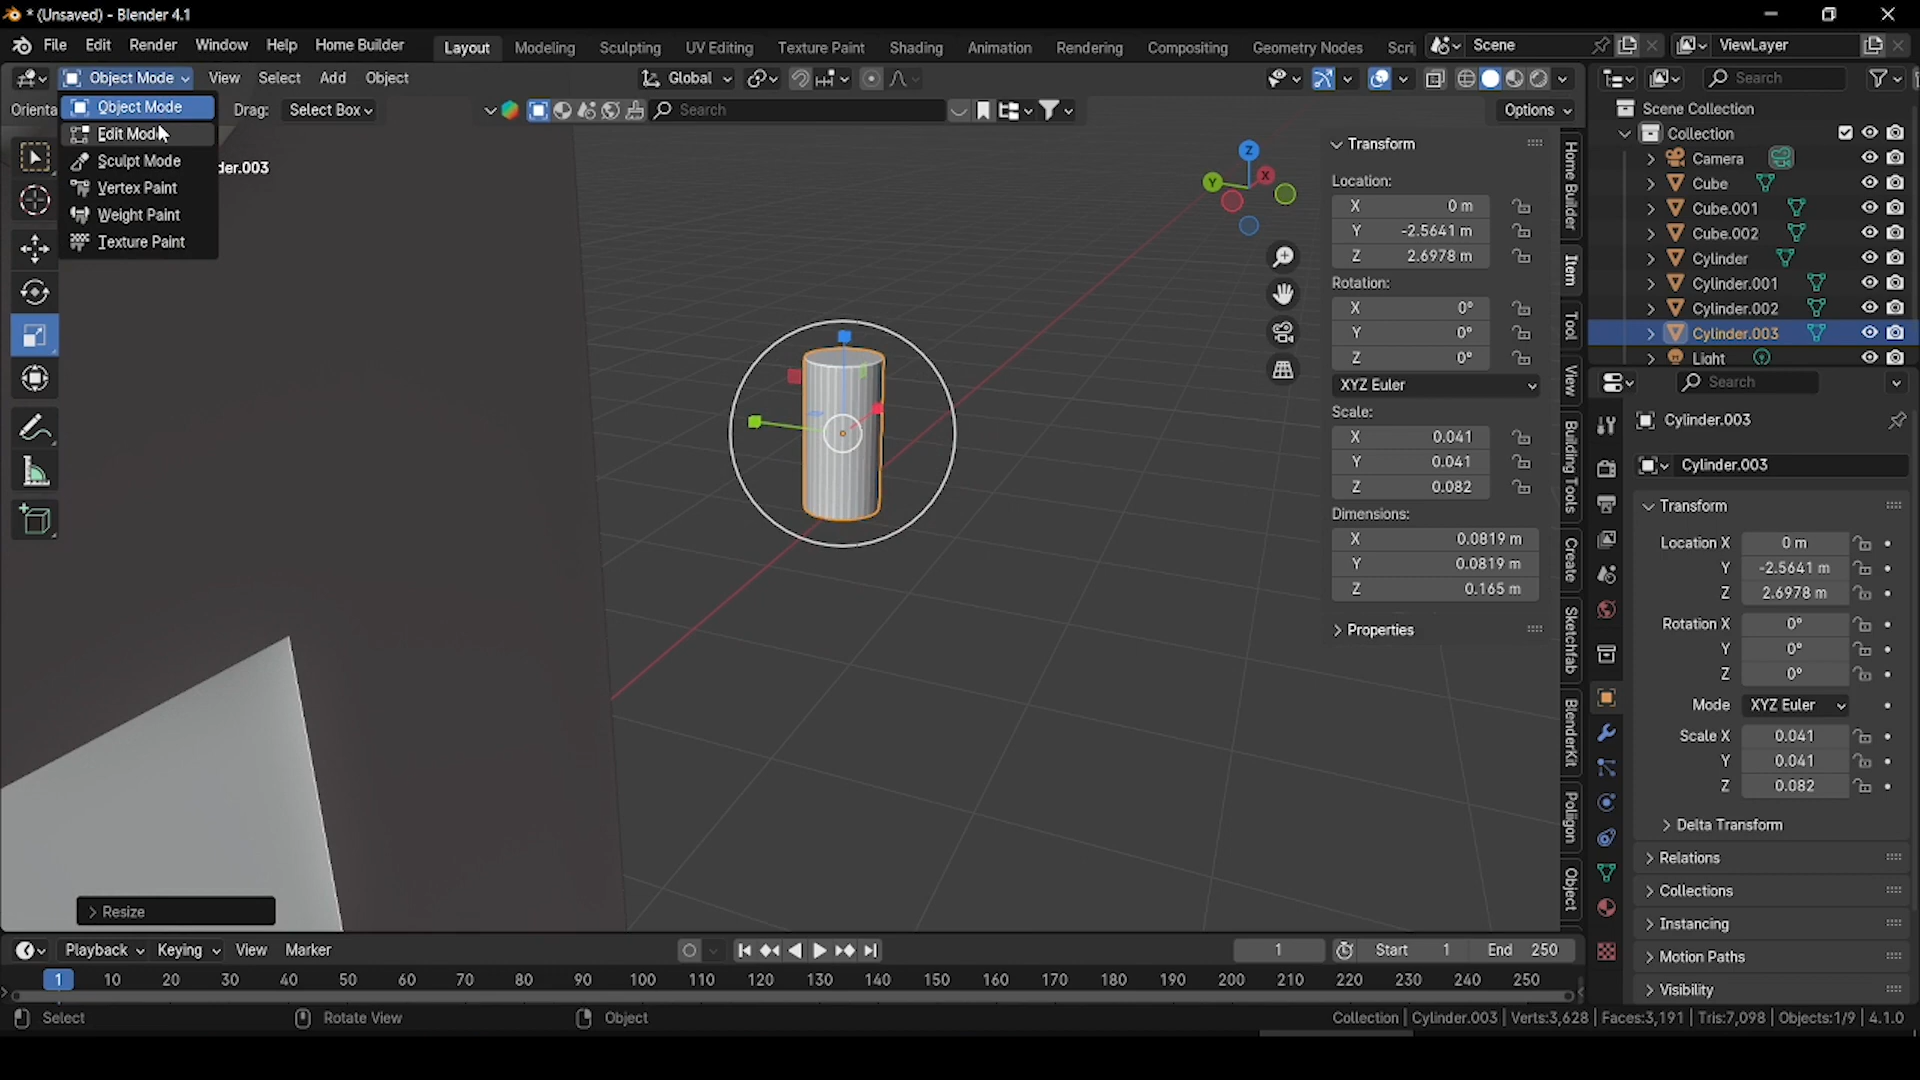 * (Unsaved) - Blender 4.1
File Edit Render Window Help Home Builder Layout Modeling Sculpting UV Editing Texture Paint Shading Animation Rendering Compositing Geometry Nodes Scri Scene ViewLayer
Object Mode View Select Add Object Global Search
Orienta Drag: Select Box Search Options
Object Mode
Edit Mode
Sculpt Mode
Vertex Paint
Weight Paint
Texture Paint
der.003
Z
Y
X
Transform
Location:
X 0 m
Y -2.5641 m
Z 2.6978 m
Rotation:
X 0°
Y 0°
Z 0°
XYZ Euler
Scale:
X 0.041
Y 0.041
Z 0.082
Dimensions:
X 0.0819 m
Y 0.0819 m
Z 0.165 m
Properties
Home Builder
Item
Tool
View
Building Tools
Create
Sketchfab
BlenderKit
Poliigon
Object
Scene Collection
Collection
Camera
Cube
Cube.001
Cube.002
Cylinder
Cylinder.001
Cylinder.002
Cylinder.003
Light
Search
Cylinder.003
Cylinder.003
Transform
Location X 0 m
Y -2.5641 m
Z 2.6978 m
Rotation X 0°
Y 0°
Z 0°
Mode XYZ Euler
Scale X 0.041
Y 0.041
Z 0.082
Delta Transform
Relations
Collections
Instancing
Motion Paths
Visibility
Resize
Playback Keying View Marker 1 Start 1 End 250
1 10 20 30 40 50 60 70 80 90 100 110 120 130 140 150 160 170 180 190 200 210 220 230 240 250
Select Rotate View Object Collection | Cylinder.003 | Verts:3,628 | Faces:3,191 | Tris:7,098 | Objects:1/9 | 4.1.0